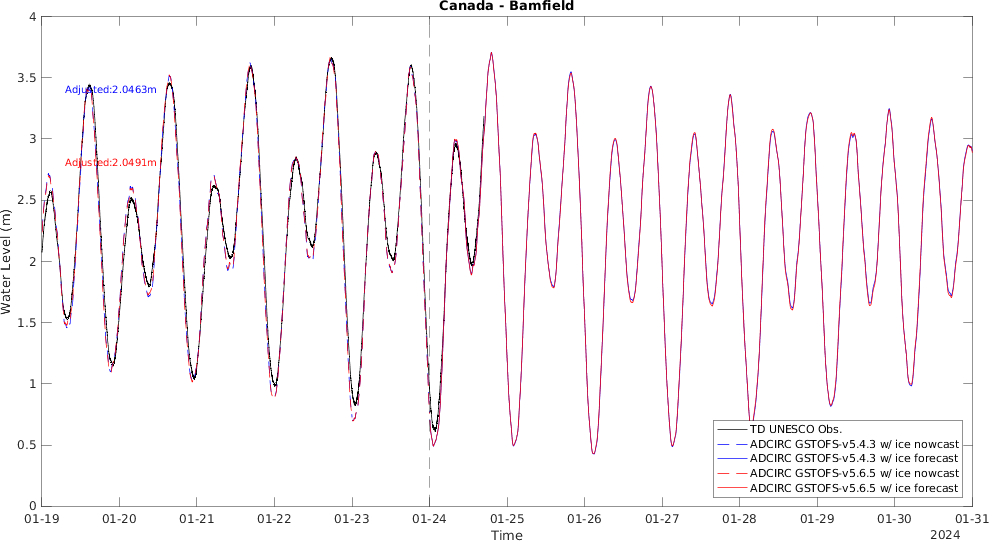 Canada - Bamfield
4
3.5
3
2.5
2
1.5
1
0.5
0
Water Level (m)
Adjusted:2.0463m
Adjusted:2.0491m
TD UNESCO Obs.
ADCIRC GSTOFS-v5.4.3 w/ ice nowcast
ADCIRC GSTOFS-v5.4.3 w/ ice forecast
ADCIRC GSTOFS-v5.6.5 w/ ice nowcast
ADCIRC GSTOFS-v5.6.5 w/ ice forecast
01-19 01-20 01-21 01-22 01-23 01-24 01-25 01-26 01-27 01-28 01-29 01-30 01-31
Time
2024